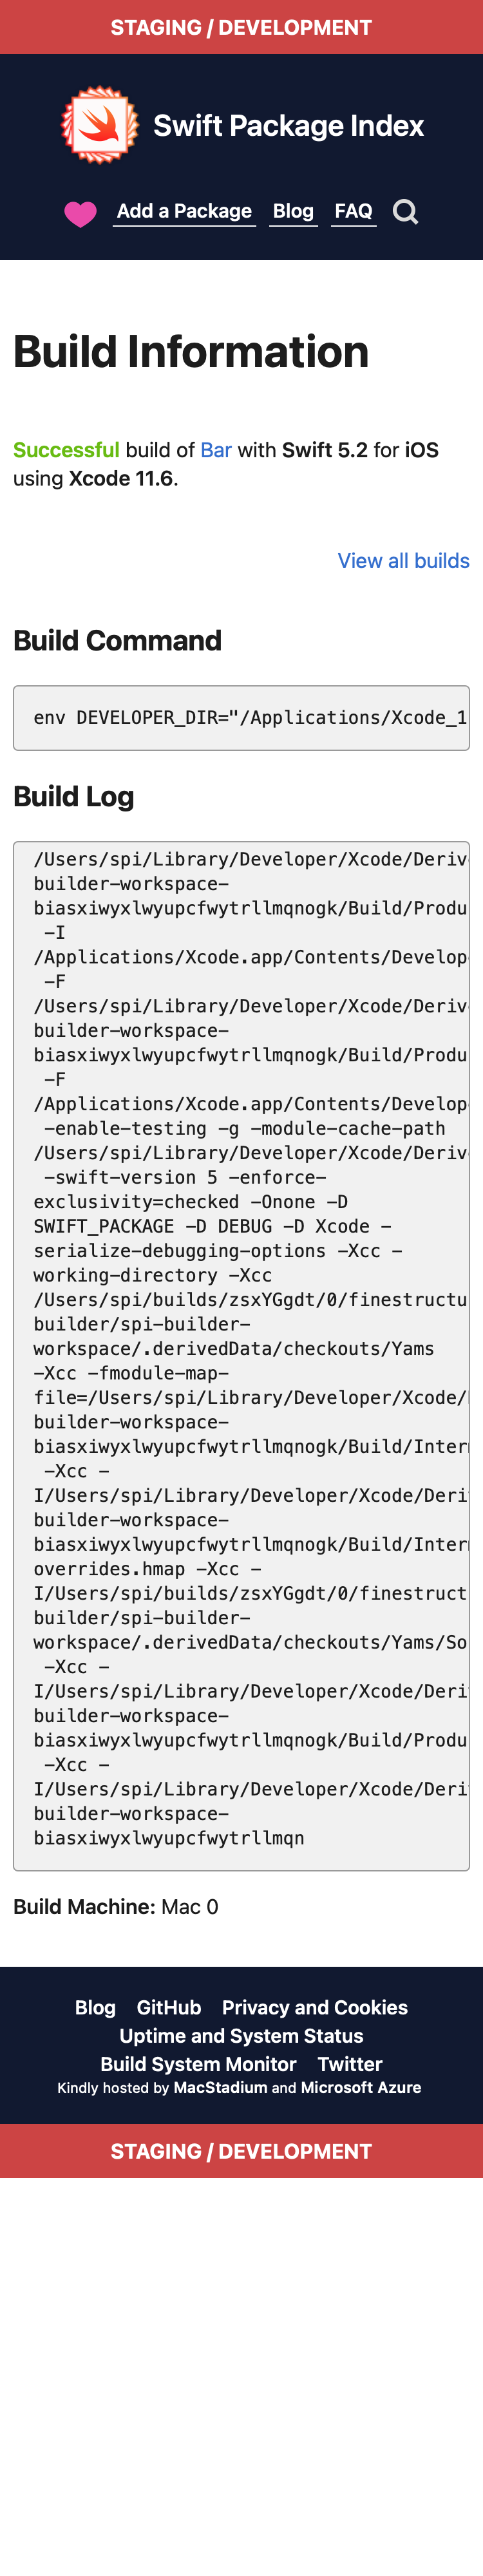 STAGING / DEVELOPMENT
Swift Package Index
Add a Package Blog FAQ
Build Information
Successful build of Bar with Swift 5.2 for iOS
using Xcode 11.6.
View all builds
Build Command
env DEVELOPER_DIR="/Applications/Xcode_1
Build Log
/Users/spi/Library/Developer/Xcode/Deriv
builder-workspace-
biasxiwyxlwyupcfwytrllmqnogk/Build/Produ
-I
/Applications/Xcode.app/Contents/Develop
-F
/Users/spi/Library/Developer/Xcode/Deriv
builder-workspace-
biasxiwyxlwyupcfwytrllmqnogk/Build/Produ
-F
/Applications/Xcode.app/Contents/Develop
-enable-testing -g -module-cache-path
/Users/spi/Library/Developer/Xcode/Deriv
-swift-version 5 -enforce-
exclusivity=checked -Onone -D
SWIFT_PACKAGE -D DEBUG -D Xcode -
serialize-debugging-options -Xcc -
working-directory -Xcc
/Users/spi/builds/zsxYGgdt/0/finestructu
builder/spi-builder-
workspace/.derivedData/checkouts/Yams
-Xcc -fmodule-map-
file=/Users/spi/Library/Developer/Xcode/
builder-workspace-
biasxiwyxlwyupcfwytrllmqnogk/Build/Inter
-Xcc -
I/Users/spi/Library/Developer/Xcode/Deri
builder-workspace-
biasxiwyxlwyupcfwytrllmqnogk/Build/Inter
overrides.hmap -Xcc -
I/Users/spi/builds/zsxYGgdt/0/finestruct
builder/spi-builder-
workspace/.derivedData/checkouts/Yams/So
-Xcc -
I/Users/spi/Library/Developer/Xcode/Deri
builder-workspace-
biasxiwyxlwyupcfwytrllmqnogk/Build/Produ
-Xcc -
I/Users/spi/Library/Developer/Xcode/Deri
builder-workspace-
biasxiwyxlwyupcfwytrllmqn
Build Machine: Mac 0
Blog GitHub Privacy and Cookies
Uptime and System Status
Build System Monitor Twitter
Kindly hosted by MacStadium and Microsoft Azure
STAGING / DEVELOPMENT